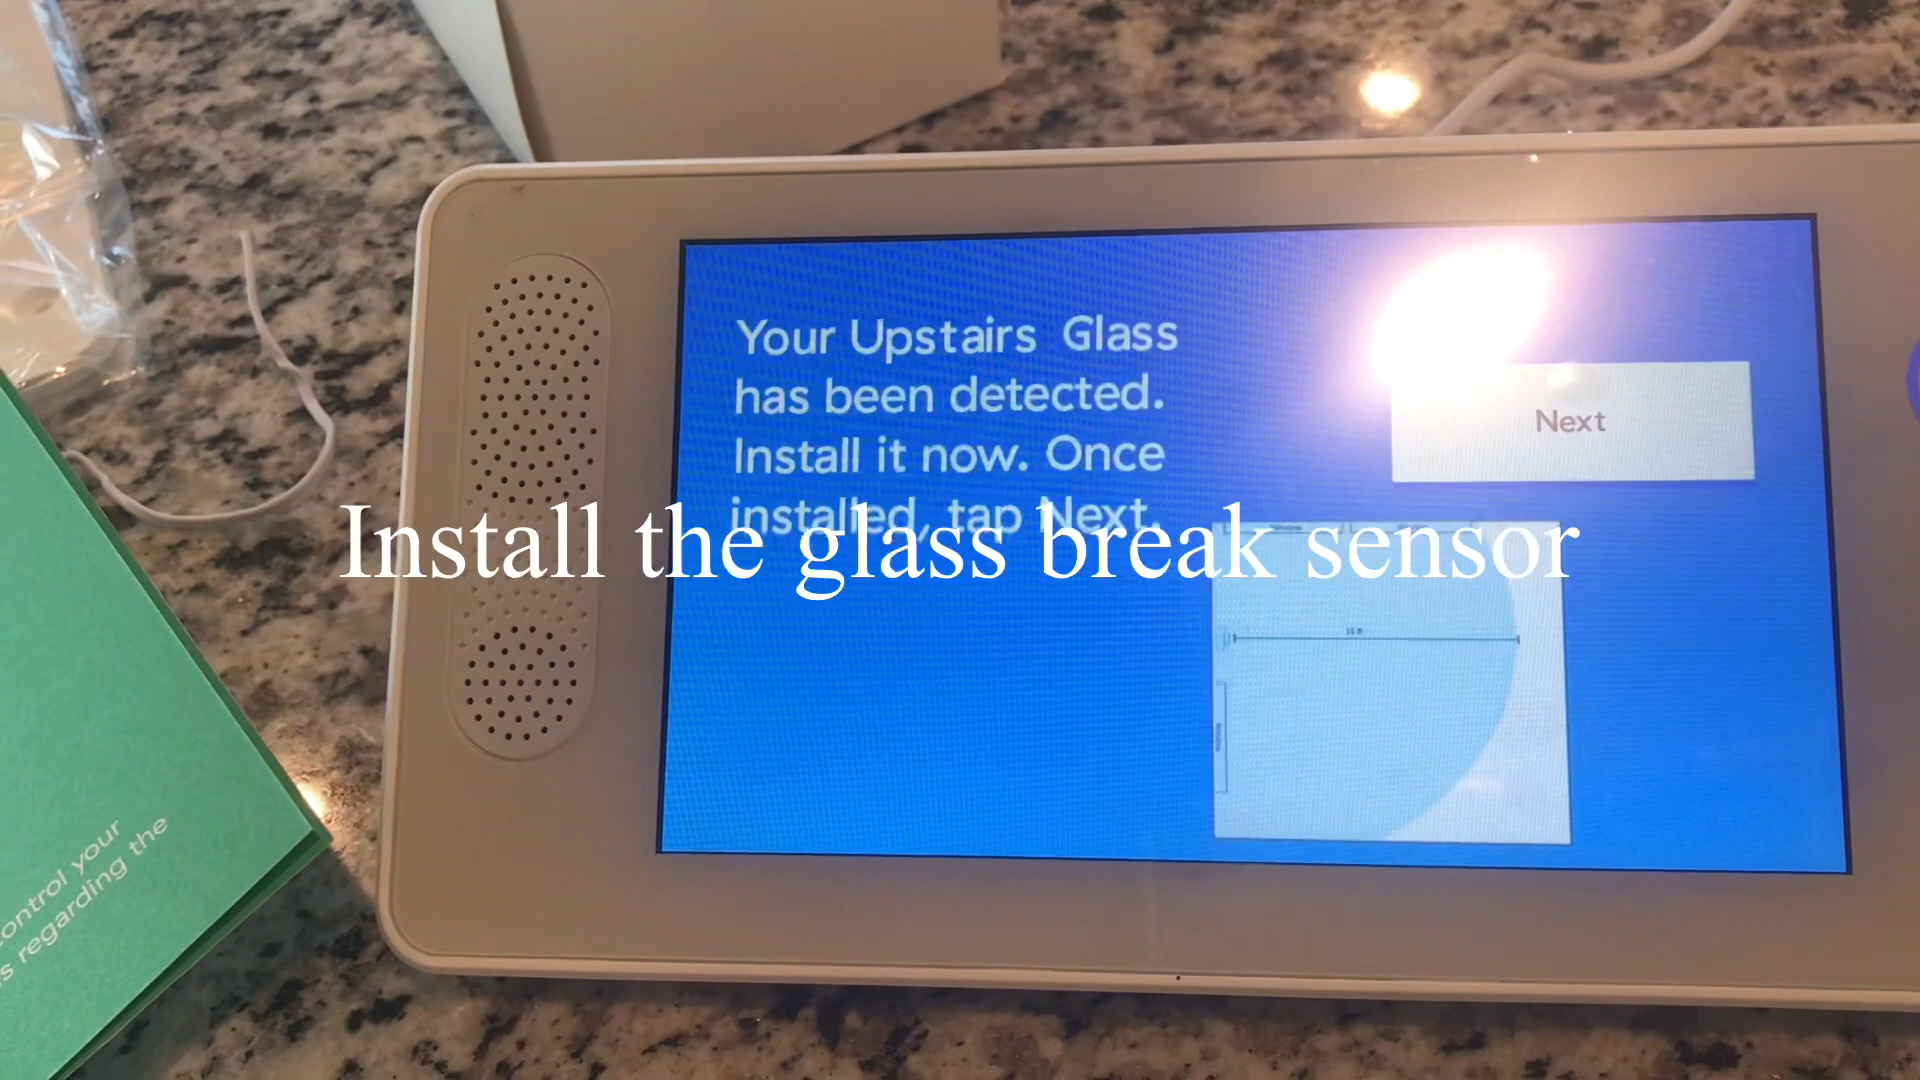 Your Upstairs Glass
has been detected.
Install it now. Once
installed, tap Next.
Next
Install the glass break sensor
control your
regarding the